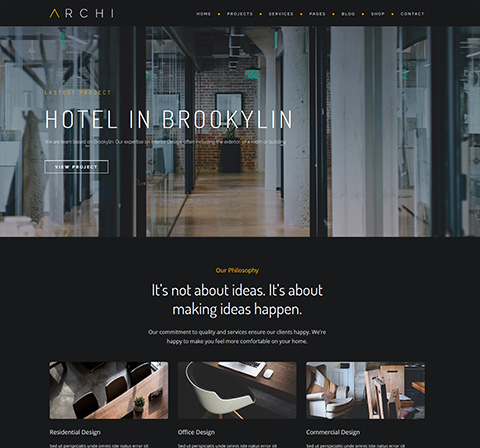 ARCHI
HOME PROJECTS SERVICES PAGES BLOG SHOP CONTACT
LASTEST PROJECT
HOTEL IN BROOKYLIN
We are team based on Brookylin. Our expertise on Interior Design often including the exterior of a room or building.
VIEW PROJECT
Our Philosophy
It's not about ideas. It's about
making ideas happen.
Our commitment to quality and services ensure our clients happy. We're
happy to make you feel more comfortable on your home.
Residential Design Office Design Commercial Design
Sed ut perspiciatis unde omnis iste natus error sit Sed ut perspiciatis unde omnis iste natus error sit Sed ut perspiciatis unde omnis iste natus error sit